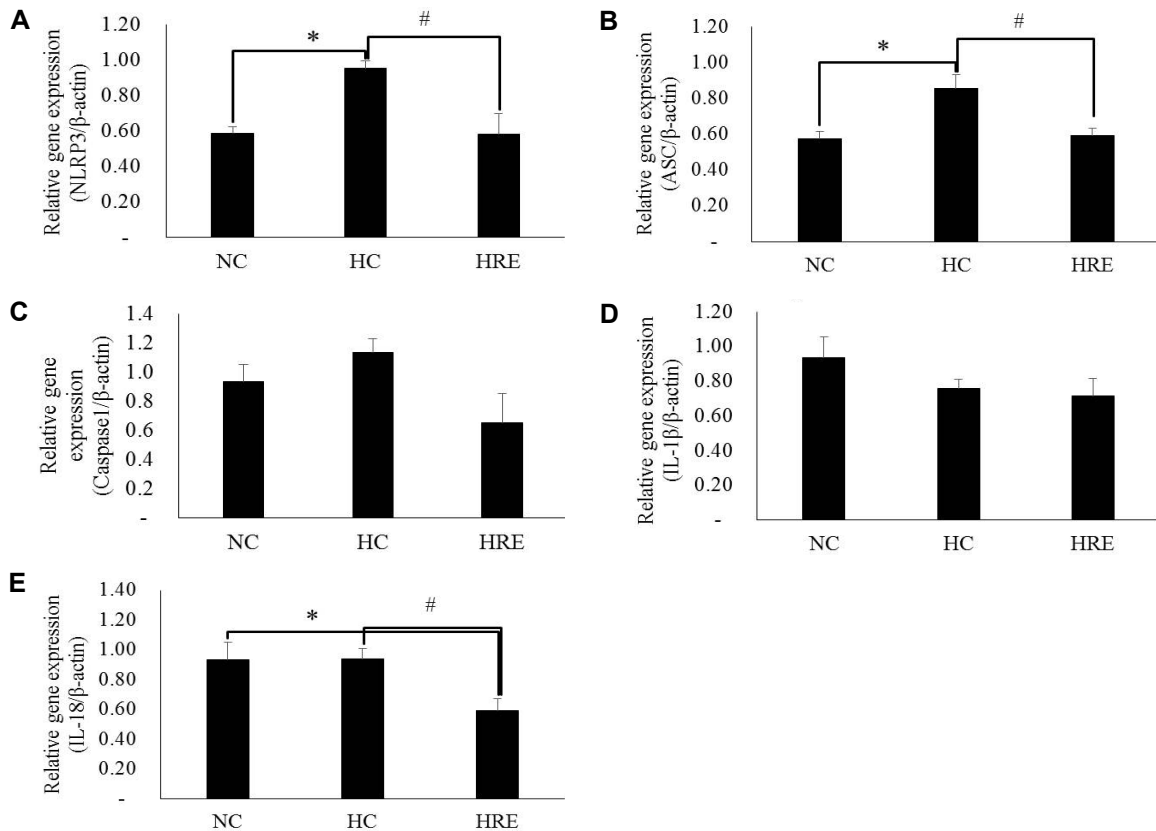 A
Relative gene expression
(NLRP3/β-actin)
1.20
1.00
0.80
0.60
0.40
0.20
-
*
#
NC HC HRE
B
Relative gene expression
(ASC/β-actin)
1.20
1.00
0.80
0.60
0.40
0.20
-
*
#
NC HC HRE
C
Relative gene
expression
(Caspase1/β-actin)
1.4
1.2
1.0
0.8
0.6
0.4
0.2
-
NC HC HRE
D
Relative gene expression
(IL-1β/β-actin)
1.20
1.00
0.80
0.60
0.40
0.20
-
NC HC HRE
E
Relative gene expression
(IL-18/β-actin)
1.40
1.20
1.00
0.80
0.60
0.40
0.20
-
*
#
NC HC HRE